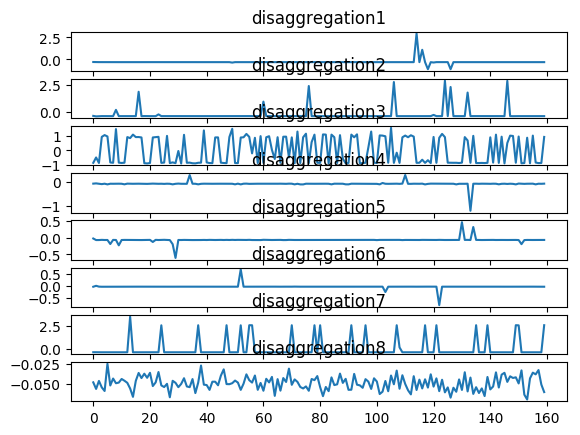 disaggregation1
2.5
0.0
disaggregation2
2.5
0.0
disaggregation3
1
0
−1
disaggregation4
0
−1
disaggregation5
0.5
0.0
−0.5
disaggregation6
0.5
0.0
−0.5
disaggregation7
2.5
0.0
disaggregation8
−0.025
−0.050
0 20 40 60 80 100 120 140 160